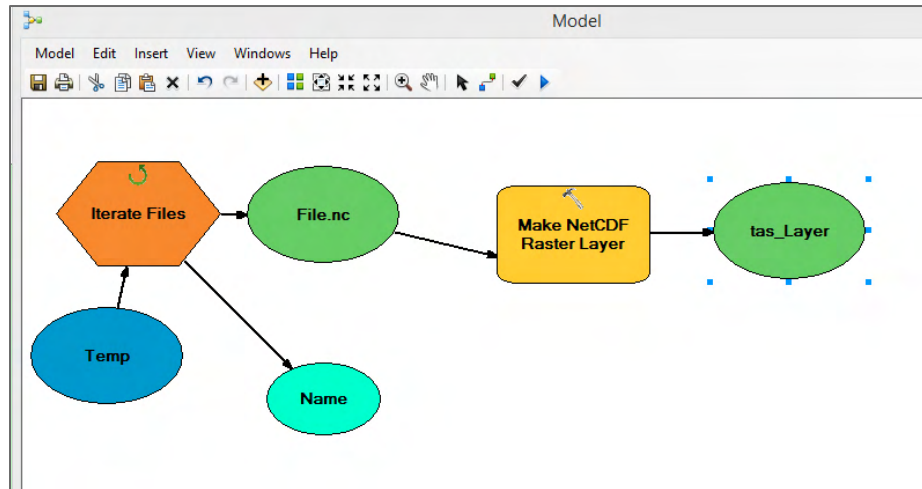 Model
Model Edit Insert View Windows Help
Iterate Files
File.nc
Make NetCDF
Raster Layer
tas_Layer
Temp
Name